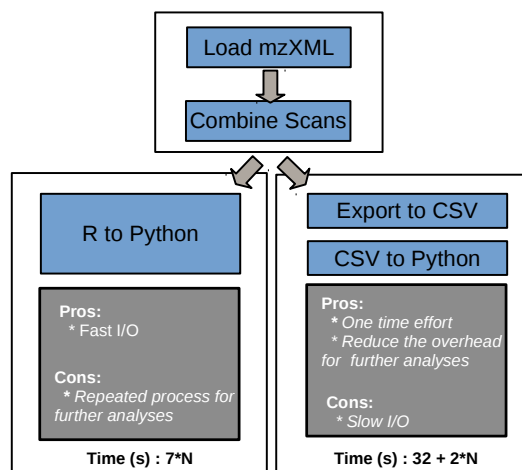 Load mzXML
Combine Scans
R to Python
Pros:
* Fast I/O
Cons:
* Repeated process for
further analyses
Time (s) : 7*N
Export to CSV
CSV to Python
Pros:
* One time effort
* Reduce the overhead
for further analyses
Cons:
* Slow I/O
Time (s) : 32 + 2*N